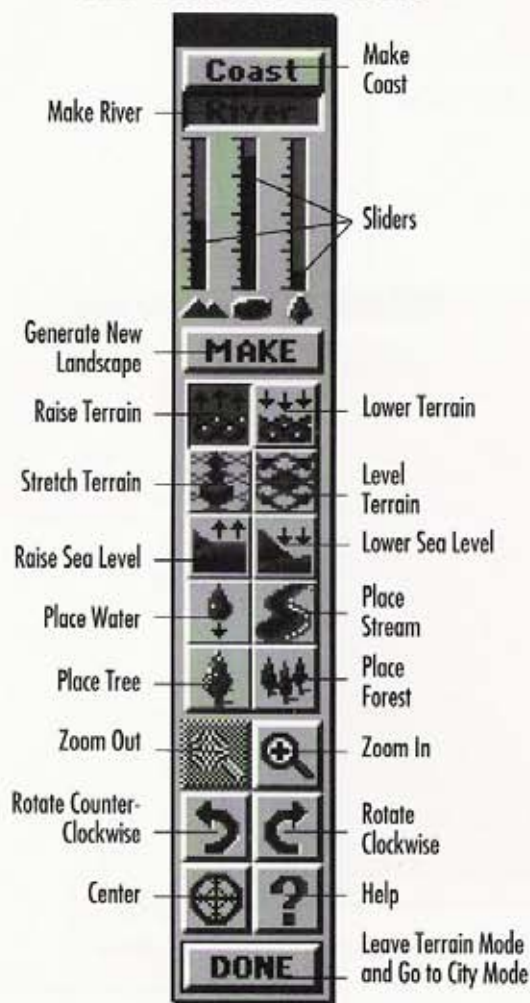 Coast
Make
Coast
Make River
River
Sliders
Generate New
Landscape
MAKE
Raise Terrain
Lower Terrain
Stretch Terrain
Level
Terrain
Raise Sea Level
Lower Sea Level
Place Water
Place
Stream
Place Tree
Place
Forest
Zoom Out
Zoom In
Rotate Counter-
Clockwise
Rotate
Clockwise
Center
?
Help
DONE
Leave Terrain Mode
and Go to City Mode